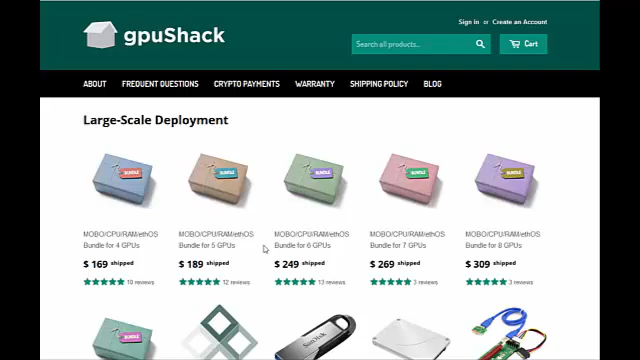 Sign in or Create an Account
gpuShack
Search all products...
Cart
ABOUT FREQUENT QUESTIONS CRYPTO PAYMENTS WARRANTY SHIPPING POLICY BLOG
Large-Scale Deployment
BUNDLE BUNDLE BUNDLE BUNDLE BUNDLE
MOBO/CPU/RAM/ethOS MOBO/CPU/RAM/ethOS MOBO/CPU/RAM/ethOS MOBO/CPU/RAM/ethOS MOBO/CPU/RAM/ethOS
Bundle for 4 GPUs Bundle for 5 GPUs Bundle for 6 GPUs Bundle for 7 GPUs Bundle for 8 GPUs
$ 169 shipped $ 189 shipped $ 249 shipped $ 269 shipped $ 309 shipped
10 reviews 12 reviews 13 reviews 3 reviews 3 reviews
BUNDLE
SanDisk